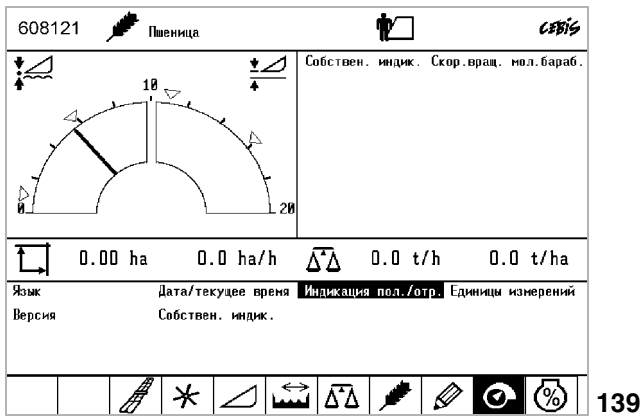 608121 Пшеница CEBIS
Собствен. индик. Скор.вращ. мол.бараб.
10
0 20
0.00 ha 0.0 ha/h 0.0 t/h 0.0 t/ha
Язык Дата/текущее время Индикация пол./отр. Единицы измерений
Версия Собствен. индик.
%
139